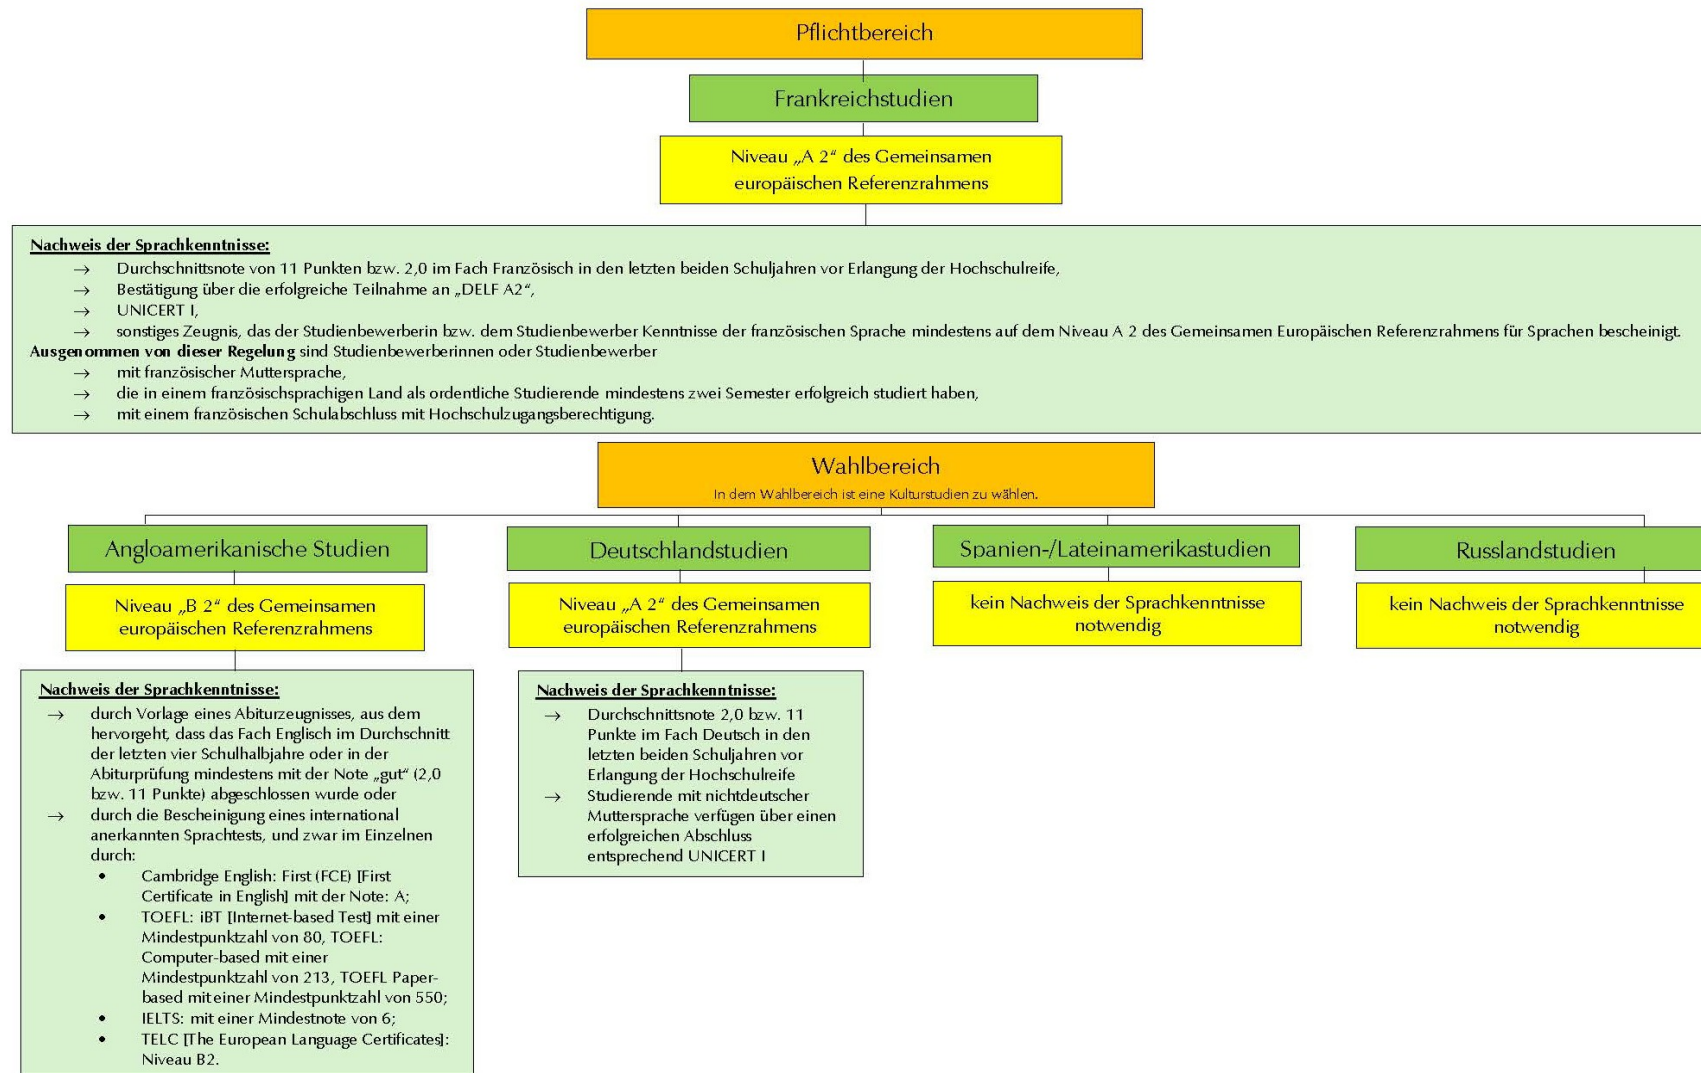 Pflichtbereich
Frankreichstudien
Niveau „A 2“ des Gemeinsamen
europäischen Referenzrahmens
Nachweis der Sprachkenntnisse:
→ Durchschnittsnote von 11 Punkten bzw. 2,0 im Fach Französisch in den letzten beiden Schuljahren vor Erlangung der Hochschulreife,
→ Bestätigung über die erfolgreiche Teilnahme an „DELF A2“,
→ UNICERT I,
→ sonstiges Zeugnis, das der Studienbewerberin bzw. dem Studienbewerber Kenntnisse der französischen Sprache mindestens auf dem Niveau A 2 des Gemeinsamen Europäischen Referenzrahmens für Sprachen bescheinigt.
Ausgenommen von dieser Regelung sind Studienbewerberinnen oder Studienbewerber
→ mit französischer Muttersprache,
→ die in einem französischsprachigen Land als ordentliche Studierende mindestens zwei Semester erfolgreich studiert haben,
→ mit einem französischen Schulabschluss mit Hochschulzugangsberechtigung.
Wahlbereich
In dem Wahlbereich ist eine Kulturstudien zu wählen.
Angloamerikanische Studien
Niveau „B 2“ des Gemeinsamen
europäischen Referenzrahmens
Nachweis der Sprachkenntnisse:
→ durch Vorlage eines Abiturzeugnisses, aus dem
hervorgeht, dass das Fach Englisch im Durchschnitt
der letzten vier Schulhalbjahre oder in der
Abiturprüfung mindestens mit der Note „gut“ (2,0
bzw. 11 Punkte) abgeschlossen wurde oder
→ durch die Bescheinigung eines international
anerkannten Sprachtests, und zwar im Einzelnen
durch:
• Cambridge English: First (FCE) [First
Certificate in English] mit der Note: A;
• TOEFL: iBT [Internet-based Test] mit einer
Mindestpunktzahl von 80, TOEFL:
Computer-based mit einer
Mindestpunktzahl von 213, TOEFL Paper-
based mit einer Mindestpunktzahl von 550;
• IELTS: mit einer Mindestnote von 6;
• TELC [The European Language Certificates]:
Niveau B2.
Deutschlandstudien
Niveau „A 2“ des Gemeinsamen
europäischen Referenzrahmens
Nachweis der Sprachkenntnisse:
→ Durchschnittsnote 2,0 bzw. 11
Punkte im Fach Deutsch in den
letzten beiden Schuljahren vor
Erlangung der Hochschulreife
→ Studierende mit nichtdeutscher
Muttersprache verfügen über einen
erfolgreichen Abschluss
entsprechend UNICERT I
Spanien-/Lateinamerikastudien
kein Nachweis der Sprachkenntnisse
notwendig
Russlandstudien
kein Nachweis der Sprachkenntnisse
notwendig